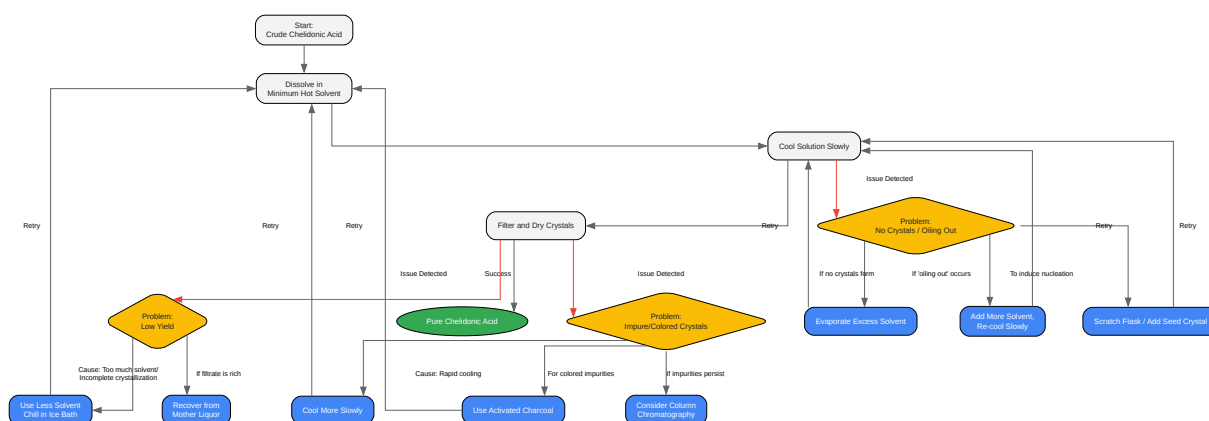 Start:
Crude Chelidonic Acid
Dissolve in
Minimum Hot Solvent
Cool Solution Slowly
Issue Detected
Retry
Retry
Retry
Filter and Dry Crystals
Retry
Problem:
No Crystals / Oiling Out
Retry
Retry
Issue Detected
Success
Issue Detected
If no crystals form
If 'oiling out' occurs
To induce nucleation
Problem:
Low Yield
Pure Chelidonic Acid
Problem:
Impure/Colored Crystals
Evaporate Excess Solvent
Add More Solvent,
Re-cool Slowly
Scratch Flask / Add Seed Crystal
Cause: Too much solvent/
Incomplete crystallization
If filtrate is rich
Cause: Rapid cooling
For colored impurities
If impurities persist
Use Less Solvent
Chill in Ice Bath
Recover from
Mother Liquor
Cool More Slowly
Use Activated Charcoal
Consider Column
Chromatography